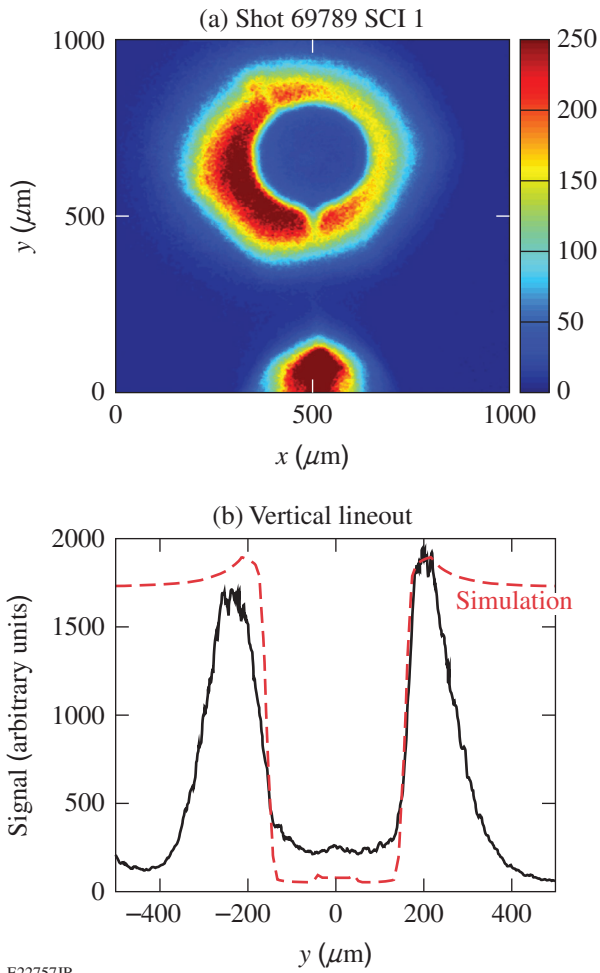 (a) Shot 69789 SCI 1
1000
500
0
y (μm)
0 500 1000
x (μm)
250
200
150
100
50
0
(b) Vertical lineout
2000
1500
1000
500
0
Signal (arbitrary units)
Simulation
−400 −200 0 200 400
y (μm)
E22757JR